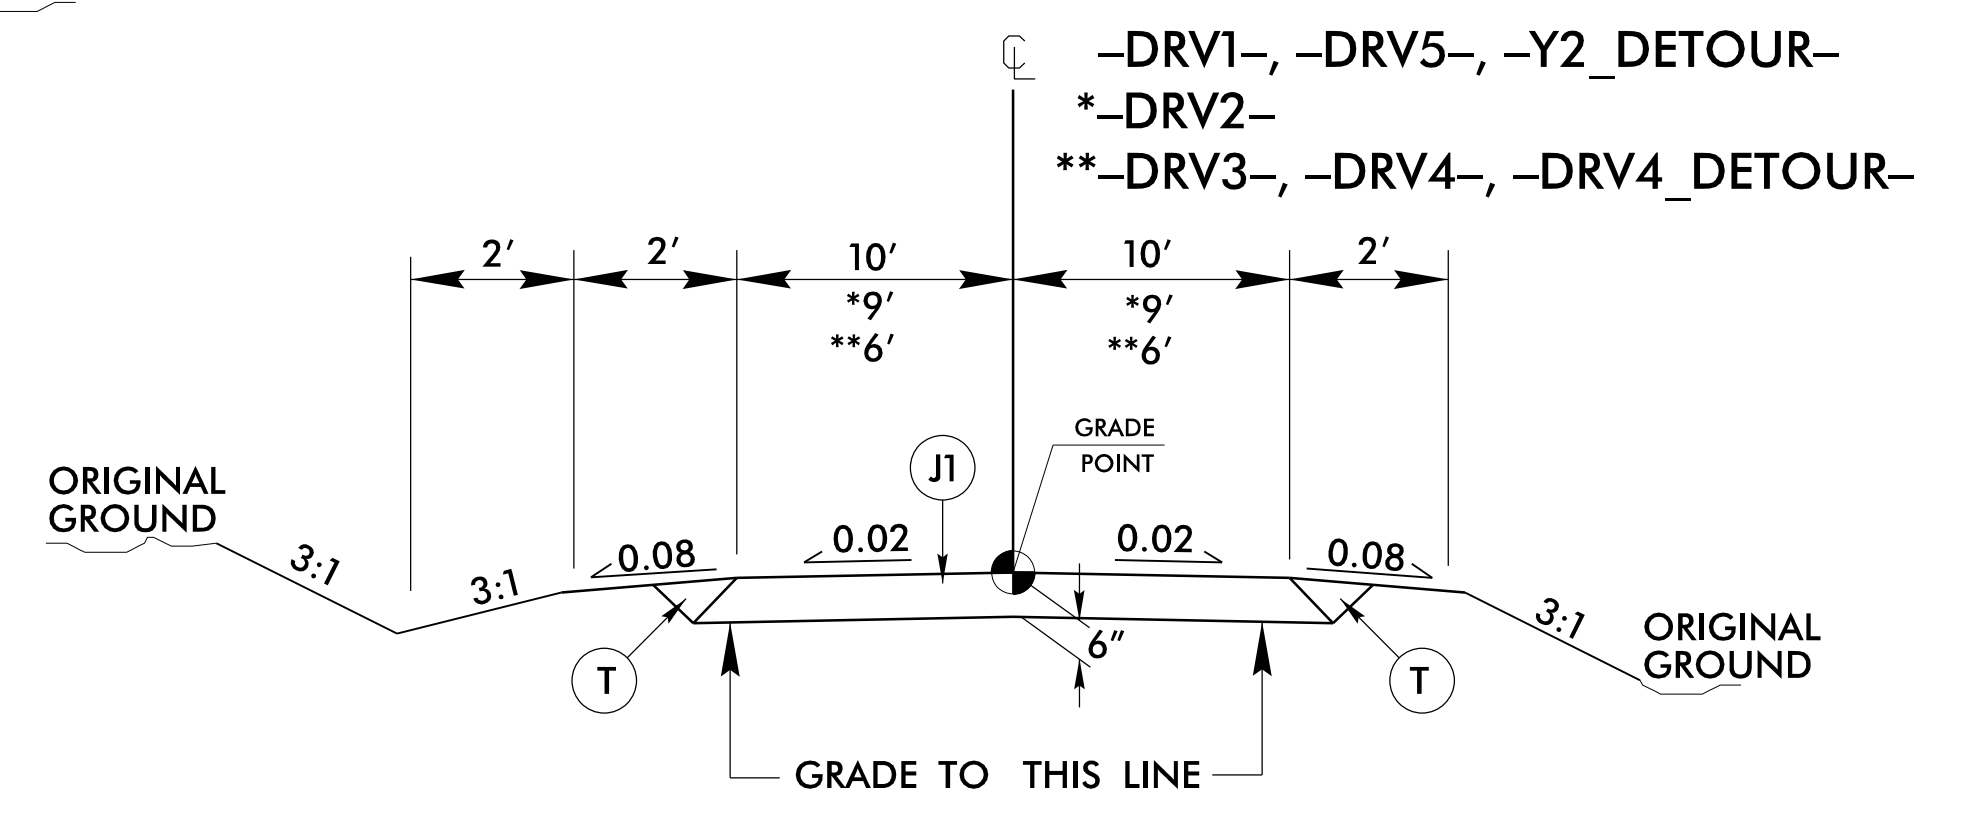 ℄ –DRV1–, –DRV5–, –Y2_DETOUR–
*–DRV2–
**–DRV3–, –DRV4–, –DRV4_DETOUR–
2' 2' 10' 10' 2'
*9' *9'
**6' **6'
GRADE
POINT
J1
ORIGINAL
GROUND
3:1
3:1
0.08
0.02
0.02
0.08
3:1
ORIGINAL
GROUND
6"
T
T
GRADE TO THIS LINE